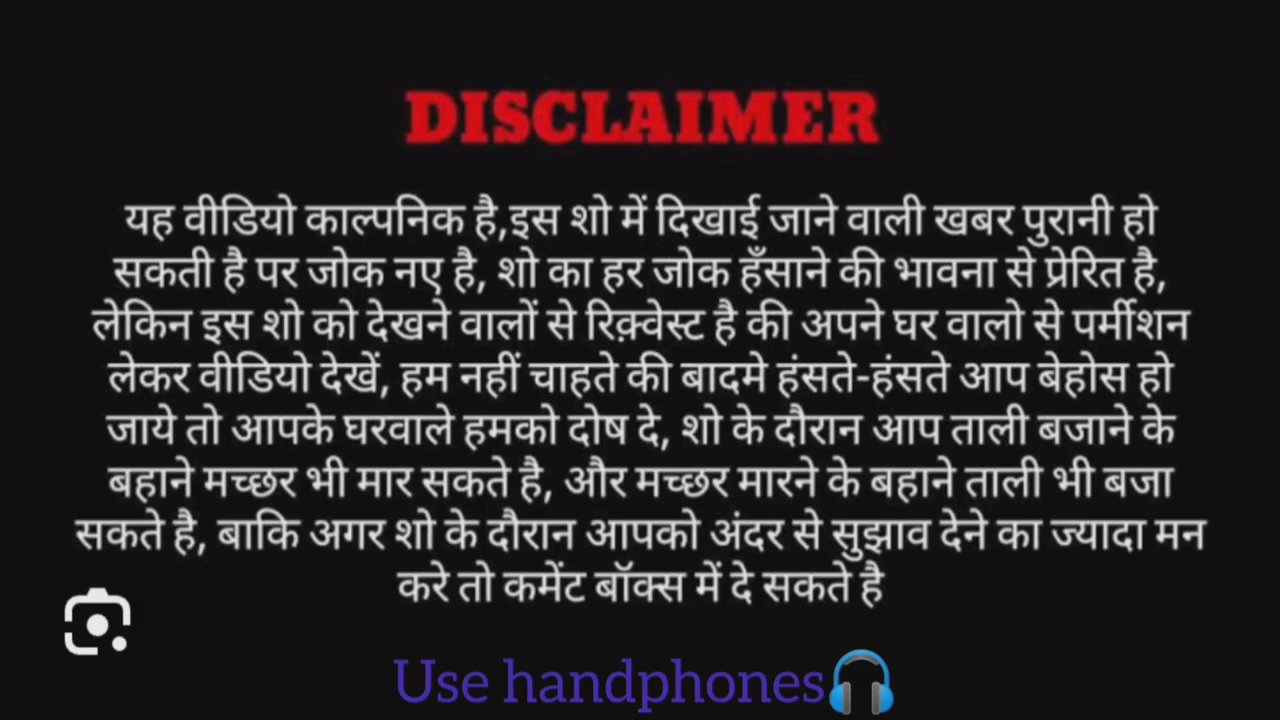 DISCLAIMER
यह वीडियो काल्पनिक है,इस शो में दिखाई जाने वाली खबर पुरानी हो
सकती है पर जोक नए है, शो का हर जोक हँसाने की भावना से प्रेरित है,
लेकिन इस शो को देखने वालों से रिक़्वेस्ट है की अपने घर वालो से पर्मीशन
लेकर वीडियो देखें, हम नहीं चाहते की बादमे हंसते-हंसते आप बेहोस हो
जाये तो आपके घरवाले हमको दोष दे, शो के दौरान आप ताली बजाने के
बहाने मच्छर भी मार सकते है, और मच्छर मारने के बहाने ताली भी बजा
सकते है, बाकि अगर शो के दौरान आपको अंदर से सुझाव देने का ज्यादा मन
करे तो कमेंट बॉक्स में दे सकते है
Use handphones🎧